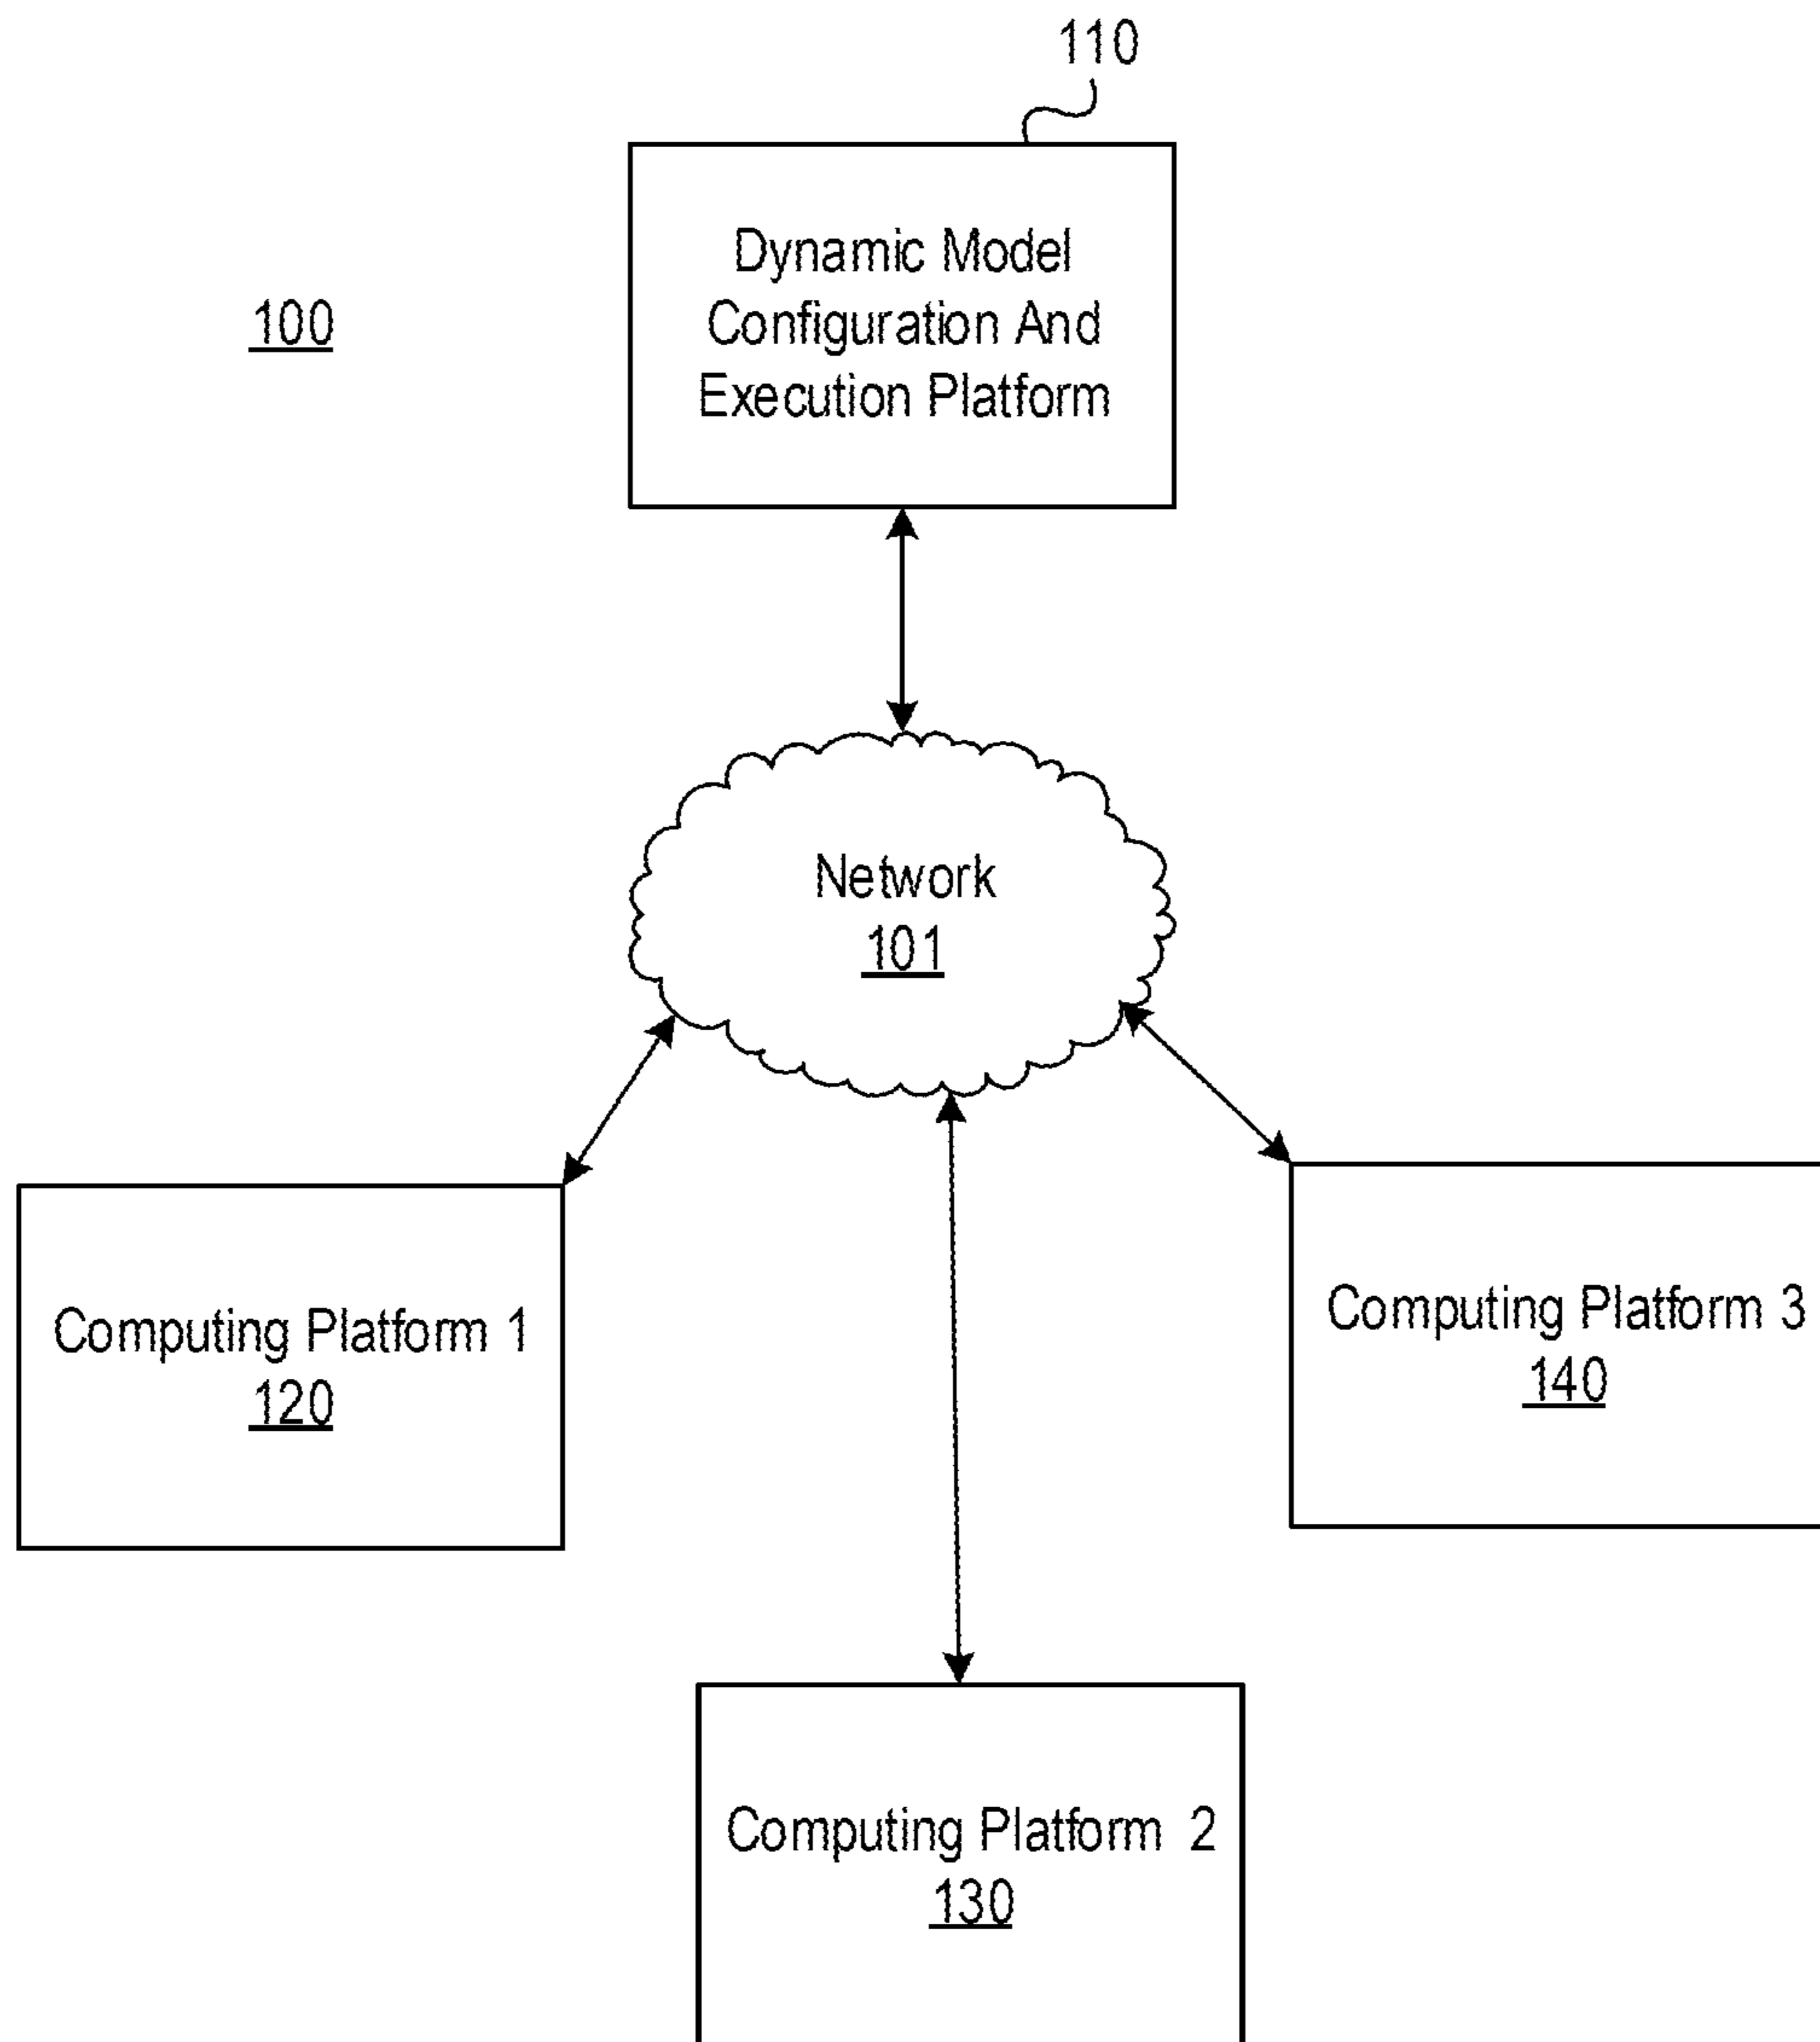 110
100
Dynamic Model
Configuration And
Execution Platform
Network
101
Computing Platform 1
120
Computing Platform 3
140
Computing Platform 2
130